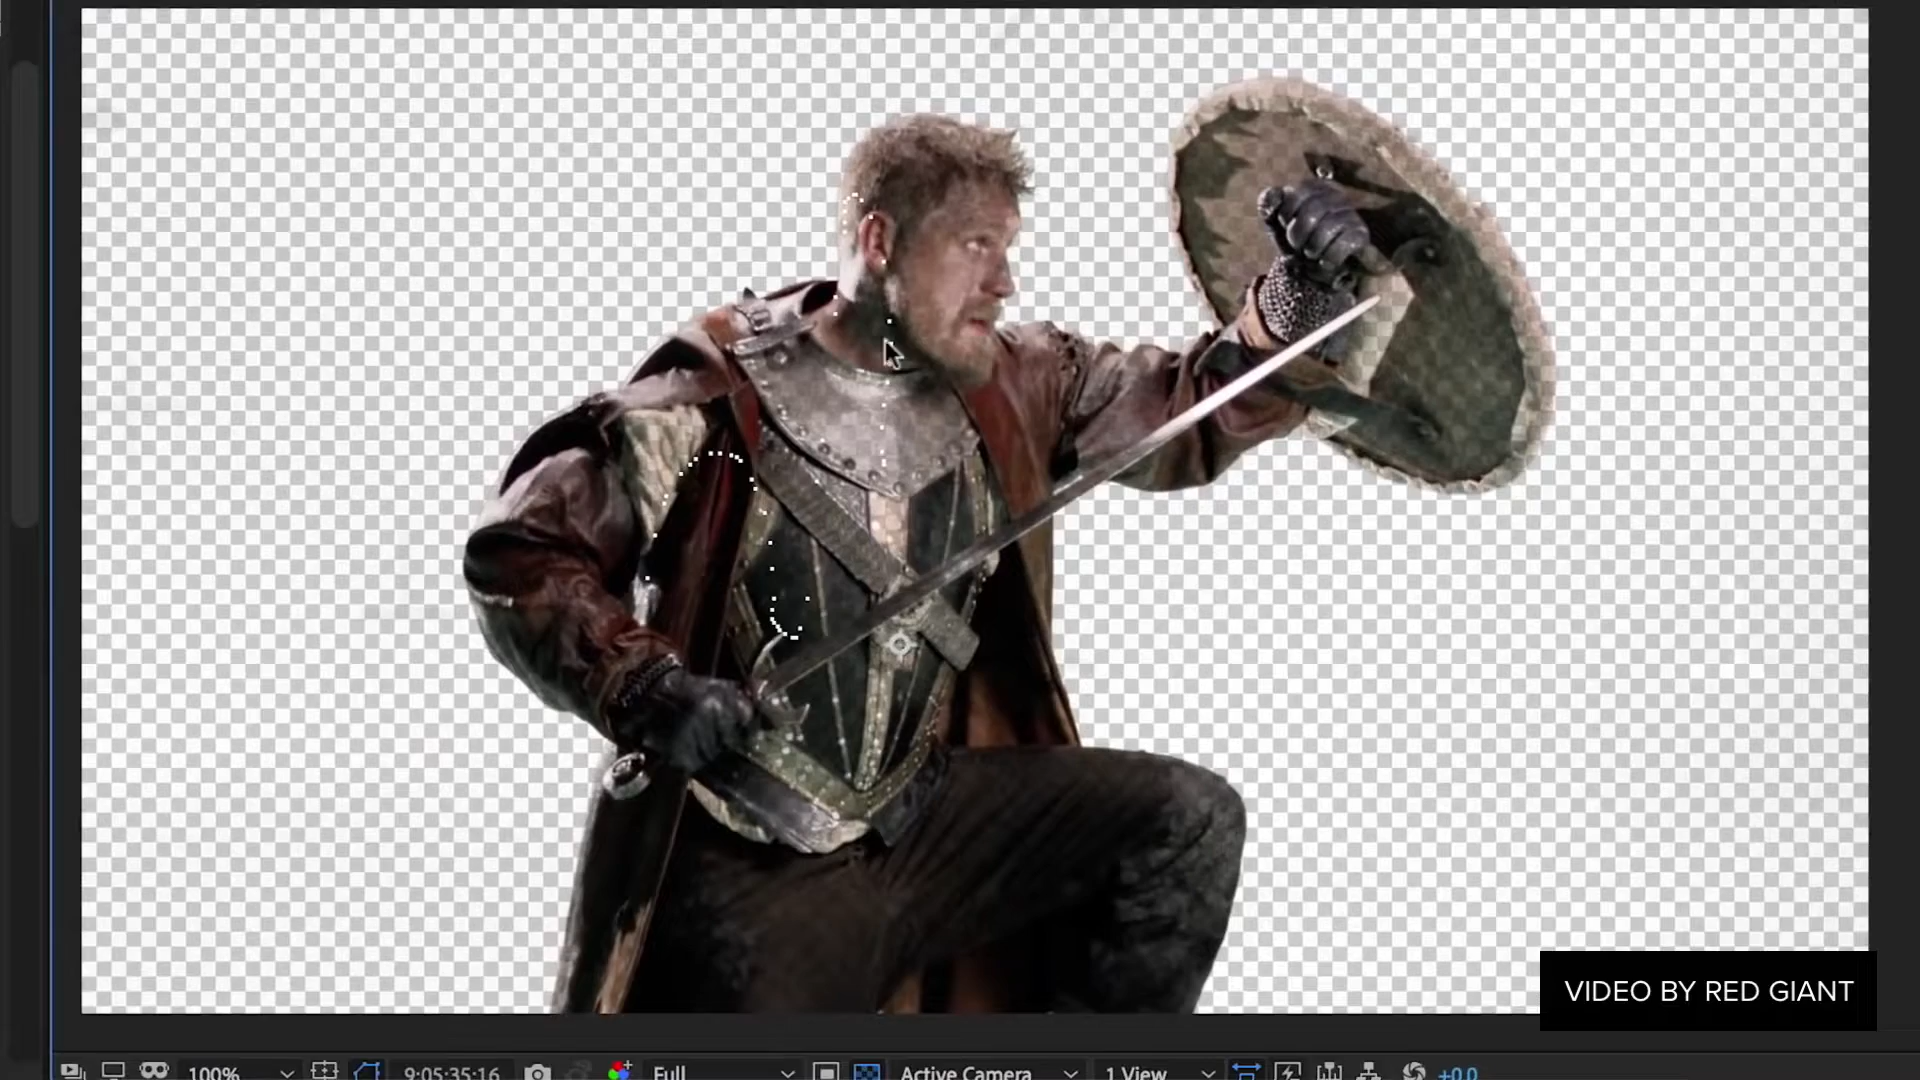 VIDEO BY RED GIANT
100%
9:05:35:16
Full
Active Camera
1 View
+0.0